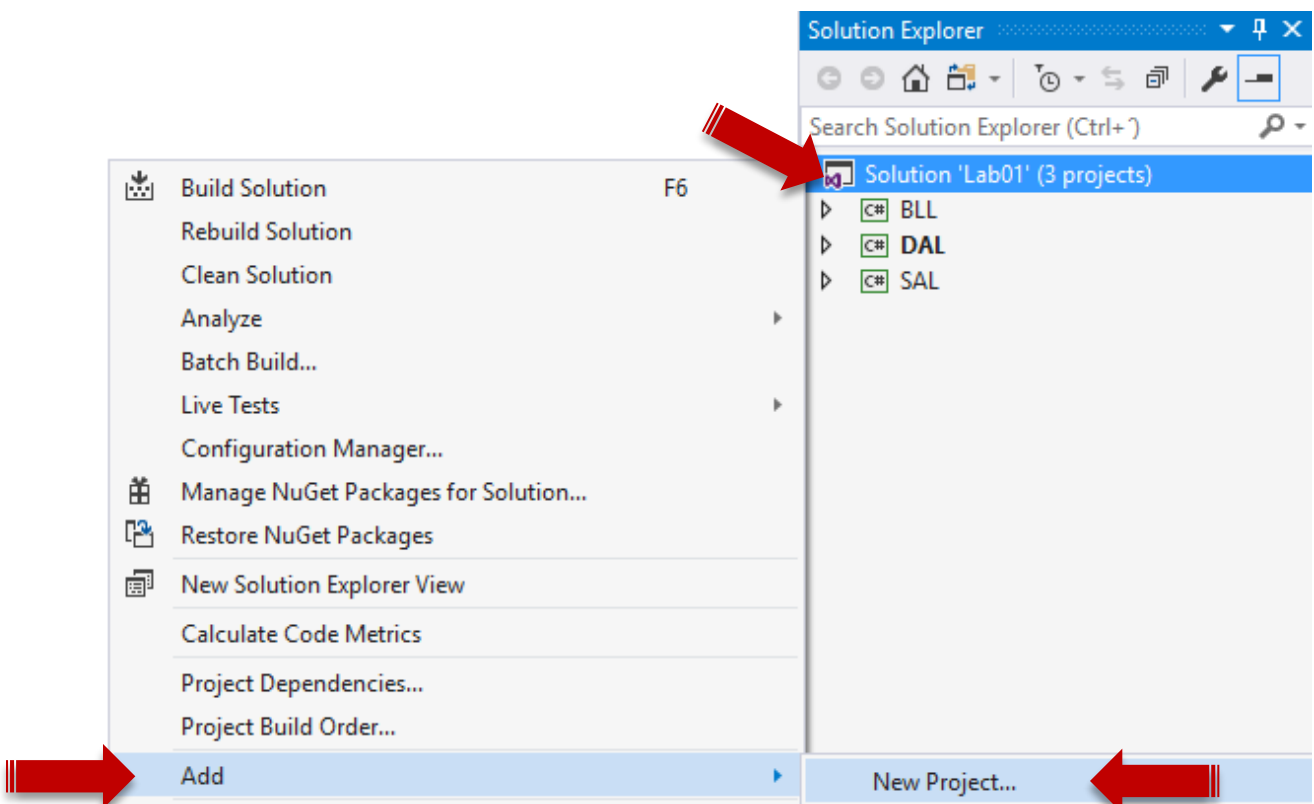 Solution Explorer
Search Solution Explorer (Ctrl+ ̂)
Solution 'Lab01' (3 projects)
C# BLL
C# DAL
C# SAL
Build Solution F6
Rebuild Solution
Clean Solution
Analyze
Batch Build...
Live Tests
Configuration Manager...
Manage NuGet Packages for Solution...
Restore NuGet Packages
New Solution Explorer View
Calculate Code Metrics
Project Dependencies...
Project Build Order...
Add
New Project...